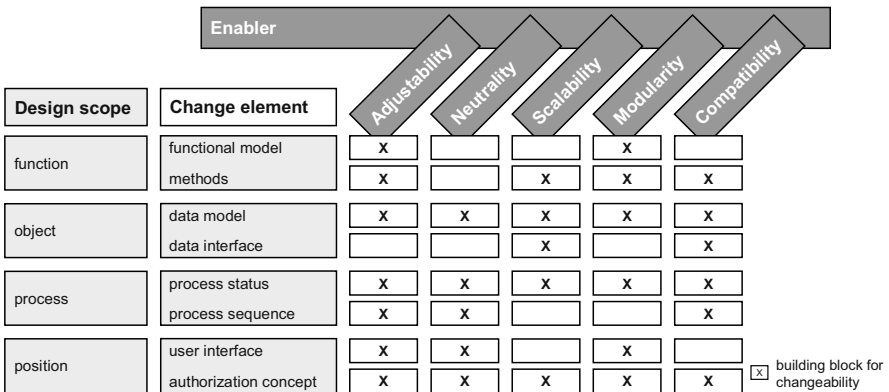 Enabler
Adjustability
Neutrality
Scalability
Modularity
Compatibility
Design scope Change element
function
functional model X X
methods X X X X
object
data model X X X X X
data interface X X
process
process status X X X X X
process sequence X X X
position
user interface X X X
authorization concept X X X X X
x building block for
changeability